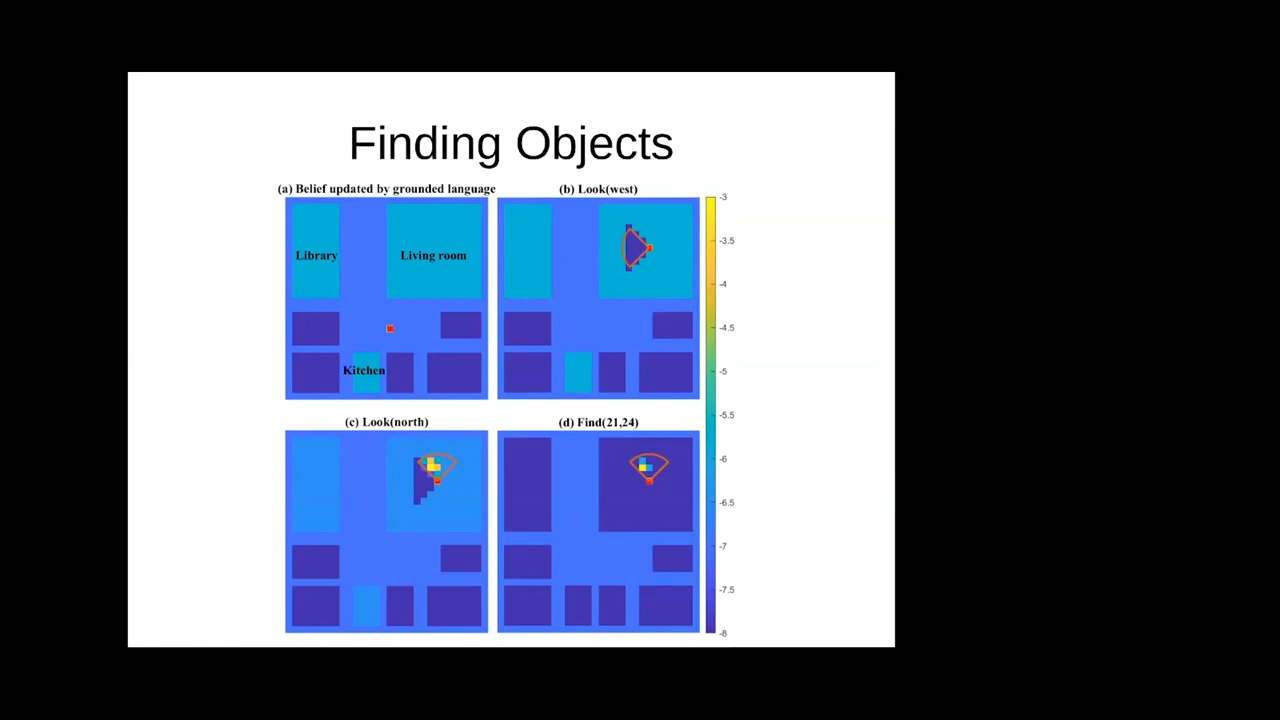 Finding Objects
(a) Belief updated by grounded language
(b) Look(west)
Library
Living room
Kitchen
(c) Look(north)
(d) Find(21,24)
-3
-3.5
-4
-4.5
-5
-5.5
-6
-6.5
-7
-7.5
-8